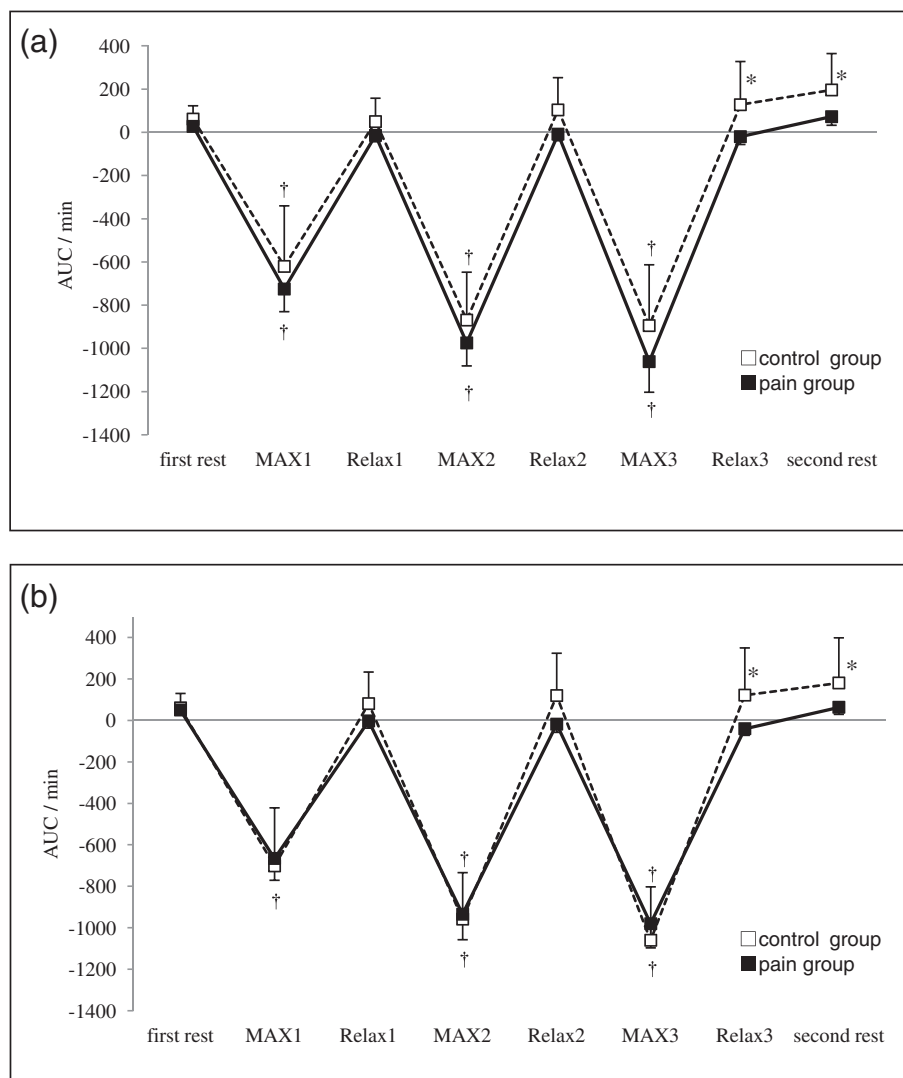 (a)
400
200
0
-200
-400
-600
-800
-1000
-1200
-1400
AUC / min
* *
† † †
† † †
□ control group
■ pain group
first rest MAX1 Relax1 MAX2 Relax2 MAX3 Relax3 second rest
(b)
400
200
0
-200
-400
-600
-800
-1000
-1200
-1400
AUC / min
* *
† †
† † †
□ control group
■ pain group
first rest MAX1 Relax1 MAX2 Relax2 MAX3 Relax3 second rest